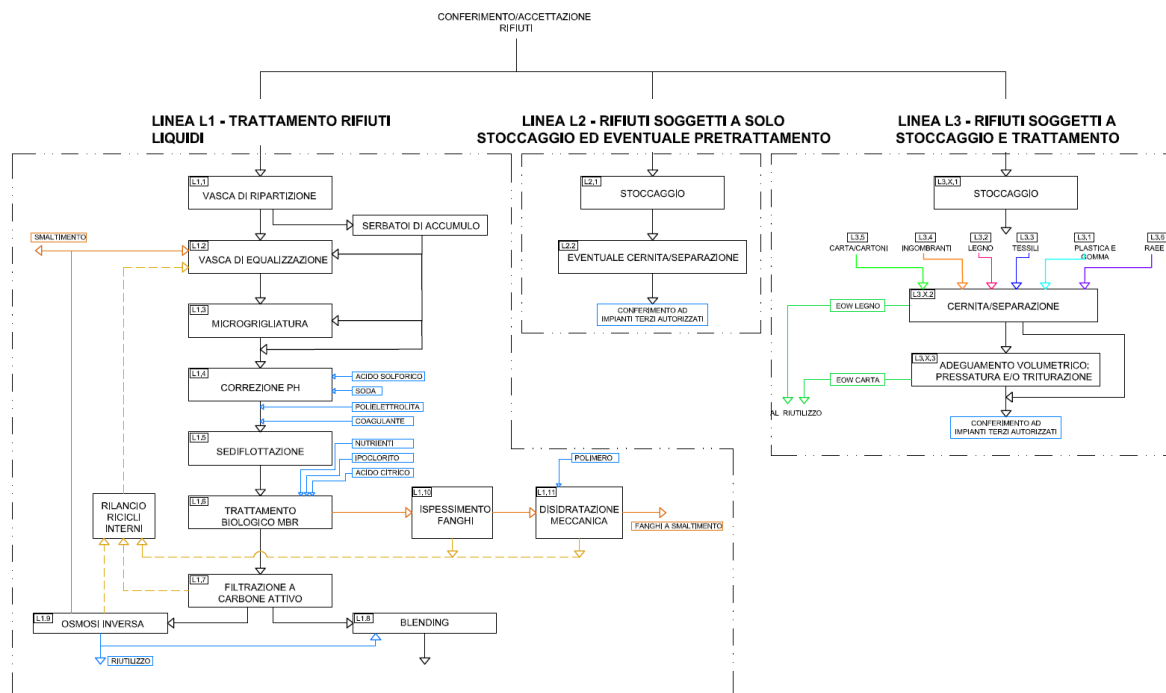 CONFERIMENTO/ACCETTAZIONE
RIFIUTI
LINEA L1 - TRATTAMENTO RIFIUTI
LIQUIDI
L1,1
VASCA DI RIPARTIZIONE
SERBATOI DI ACCUMULO
SMALTIMENTO
L1.2
VASCA DI EQUALIZZAZIONE
L1,3
MICROGRIGLIATURA
L1,4
CORREZIONE PH
ACIDO SOLFORICO
SODA
POLIELETTROLITA
COAGULANTE
L1,5
SEDIFLOTTAZIONE
NUTRIENTI
IPOCLORITO
ACIDO CITRICO
L1,6
TRATTAMENTO
BIOLOGICO MBR
L1,10
ISPESSIMENTO
FANGHI
POLIMERO
L1,11
DISIDRATAZIONE
MECCANICA
FANGHI A SMALTIMENTO
RILANCIO
RICICLI
INTERNI
L1,7
FILTRAZIONE A
CARBONE ATTIVO
L1.9
OSMOSI INVERSA
L1.8
BLENDING
RIUTILIZZO
LINEA L2 - RIFIUTI SOGGETTI A SOLO
STOCCAGGIO ED EVENTUALE PRETRATTAMENTO
L2,1
STOCCAGGIO
L2.2
EVENTUALE CERNITA/SEPARAZIONE
CONFERIMENTO AD
IMPIANTI TERZI AUTORIZZATI
LINEA L3 - RIFIUTI SOGGETTI A
STOCCAGGIO E TRATTAMENTO
L3,X,1
STOCCAGGIO
L3.5
CARTA/CARTONI
L3,4
INGOMBRANTI
L3,2
LEGNO
L3,3
TESSILI
L3,1
PLASTICA E
GOMMA
L3,6
RAEE
L3.X.2
CERNITA/SEPARAZIONE
EOW LEGNO
L3,X,3
ADEGUAMENTO VOLUMETRICO:
PRESSATURA E/O TRITURAZIONE
EOW CARTA
AL RIUTILIZZO
CONFERIMENTO AD
IMPIANTI TERZI AUTORIZZATI